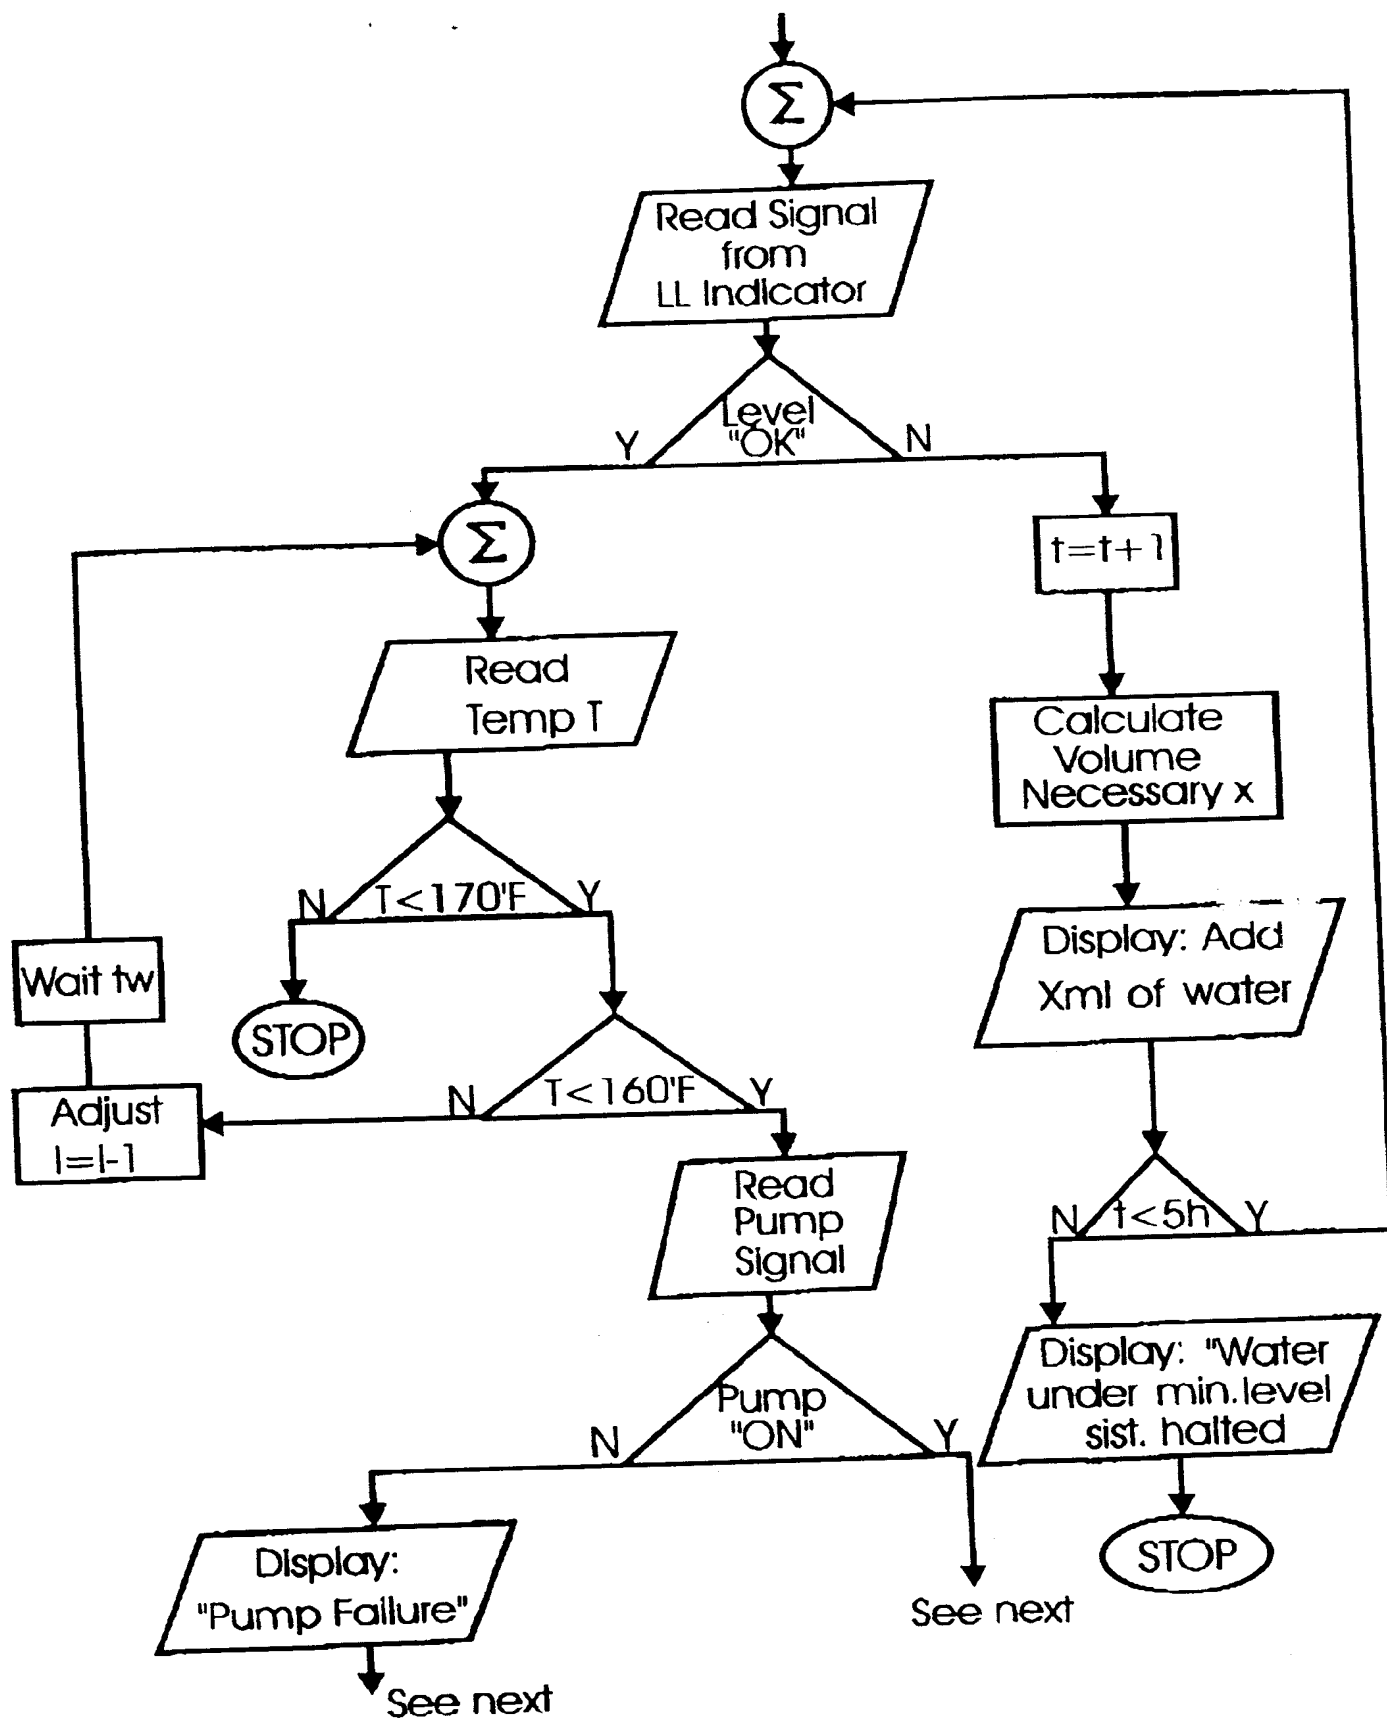 Σ
Read Signal
from
LL Indicator
Level
"OK"
Y
N
Σ
t=t+1
Read
Temp T
Calculate
Volume
Necessary x
N
T<170'F
Y
Display: Add
Xml of water
Wait tw
STOP
N
T<160'F
Y
Adjust
I=I-1
Read
Pump
Signal
N
t<5h
Y
Display: "Water
under min.level
sist. halted
Pump
"ON"
N
Y
STOP
Display:
"Pump Failure"
See next
See next